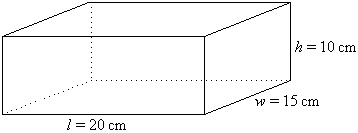 h = 10 cm
w = 15 cm
l = 20 cm